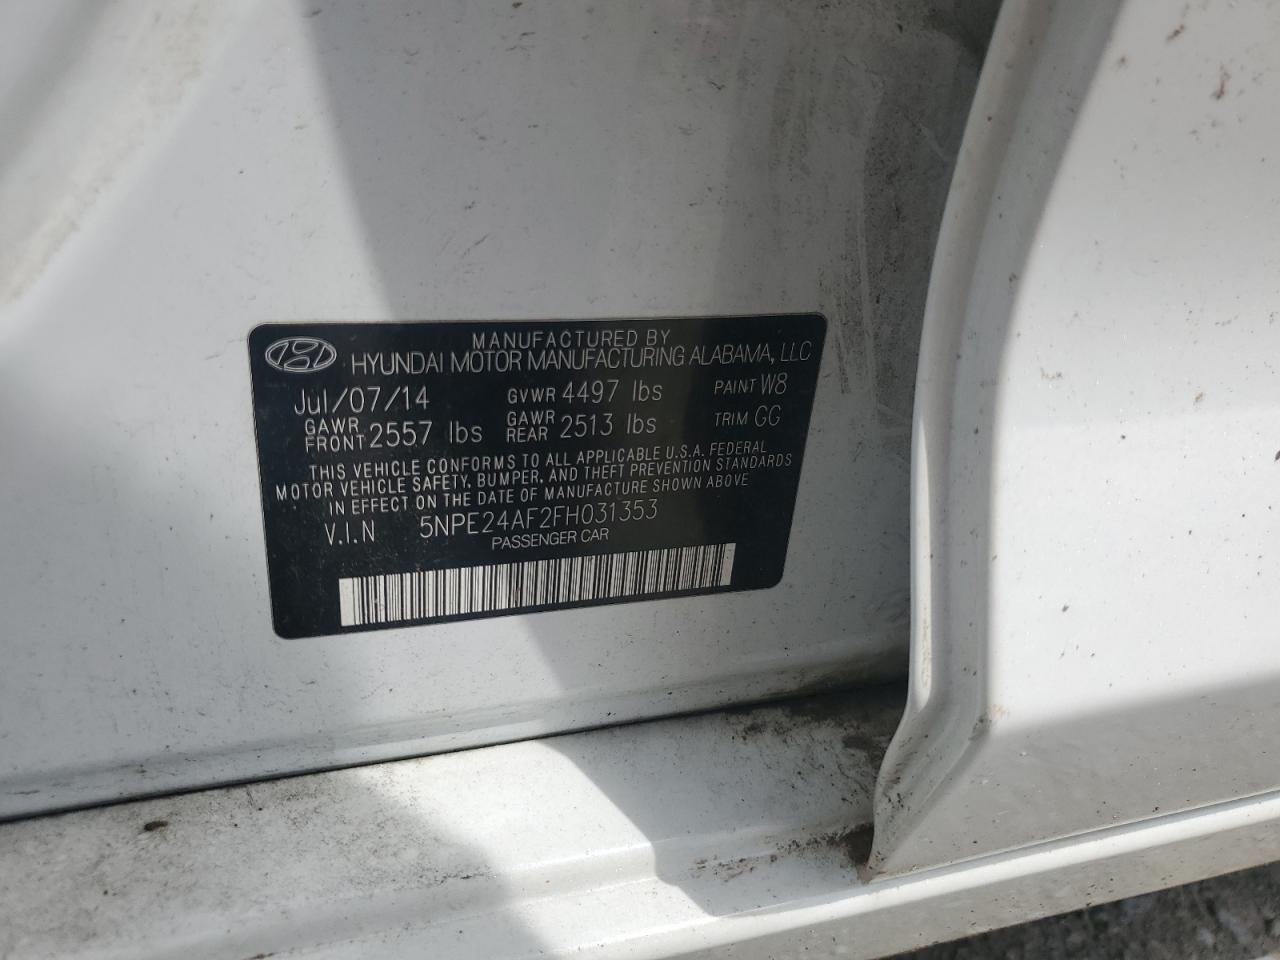 MANUFACTURED BY
HYUNDAI MOTOR MANUFACTURING ALABAMA, LLC
Jul/07/14 GVWR 4497 lbs PAINT W8
GAWR FRONT 2557 lbs GAWR REAR 2513 lbs TRIM GG
THIS VEHICLE CONFORMS TO ALL APPLICABLE U.S.A. FEDERAL
MOTOR VEHICLE SAFETY, BUMPER, AND THEFT PREVENTION STANDARDS
IN EFFECT ON THE DATE OF MANUFACTURE SHOWN ABOVE
V.I.N 5NPE24AF2FH031353
PASSENGER CAR